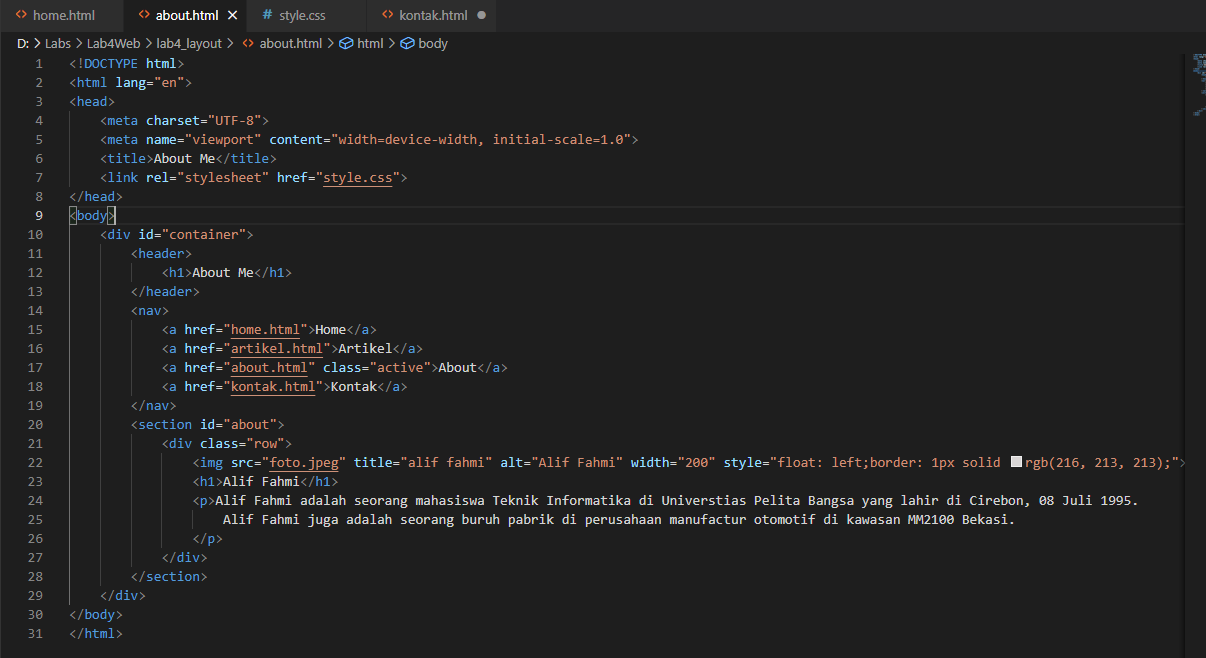 home.html about.html style.css kontak.html
D: > Labs > Lab4Web > lab4_layout > about.html > html > body
1 <!DOCTYPE html>
2 <html lang="en">
3 <head>
4     <meta charset="UTF-8">
5     <meta name="viewport" content="width=device-width, initial-scale=1.0">
6     <title>About Me</title>
7     <link rel="stylesheet" href="style.css">
8 </head>
9 <body>
10     <div id="container">
11         <header>
12             <h1>About Me</h1>
13         </header>
14         <nav>
15             <a href="home.html">Home</a>
16             <a href="artikel.html">Artikel</a>
17             <a href="about.html" class="active">About</a>
18             <a href="kontak.html">Kontak</a>
19         </nav>
20         <section id="about">
21             <div class="row">
22                 <img src="foto.jpeg" title="alif fahmi" alt="Alif Fahmi" width="200" style="float: left;border: 1px solid rgb(216, 213, 213);">
23                 <h1>Alif Fahmi</h1>
24                 <p>Alif Fahmi adalah seorang mahasiswa Teknik Informatika di Universtias Pelita Bangsa yang lahir di Cirebon, 08 Juli 1995.
25                     Alif Fahmi juga adalah seorang buruh pabrik di perusahaan manufactur otomotif di kawasan MM2100 Bekasi.
26                 </p>
27             </div>
28         </section>
29     </div>
30 </body>
31 </html>